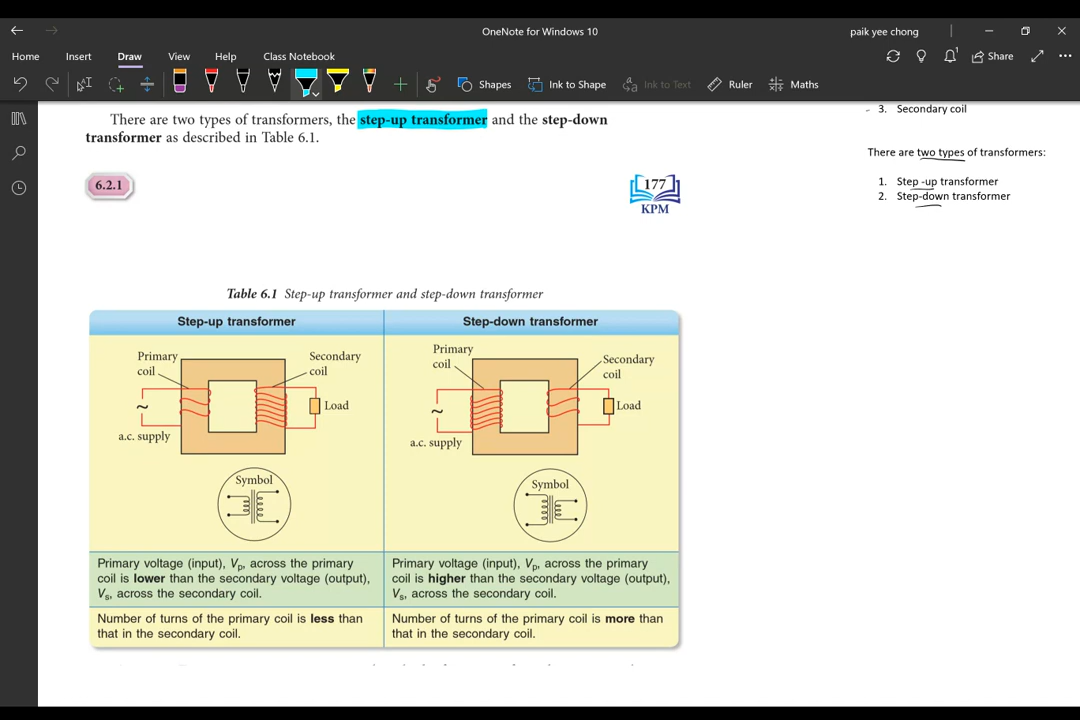 OneNote for Windows 10
paik yee chong
Home
Insert
Draw
View
Help
Class Notebook
1
Share
Shapes
Ink to Shape
Ink to Text
Ruler
Maths
There are two types of transformers, the step-up transformer and the step-down
transformer as described in Table 6.1.
6.2.1
177
KPM
3. Secondary coil
There are two types of transformers:
1. Step -up transformer
2. Step-down transformer
Table 6.1 Step-up transformer and step-down transformer
Step-up transformer
Primary
coil
Secondary
coil
~
Load
a.c. supply
Symbol
Primary voltage (input), Vp, across the primary
coil is lower than the secondary voltage (output),
Vs, across the secondary coil.
Number of turns of the primary coil is less than
that in the secondary coil.
Step-down transformer
Primary
coil
Secondary
coil
~
Load
a.c. supply
Symbol
Primary voltage (input), Vp, across the primary
coil is higher than the secondary voltage (output),
Vs, across the secondary coil.
Number of turns of the primary coil is more than
that in the secondary coil.